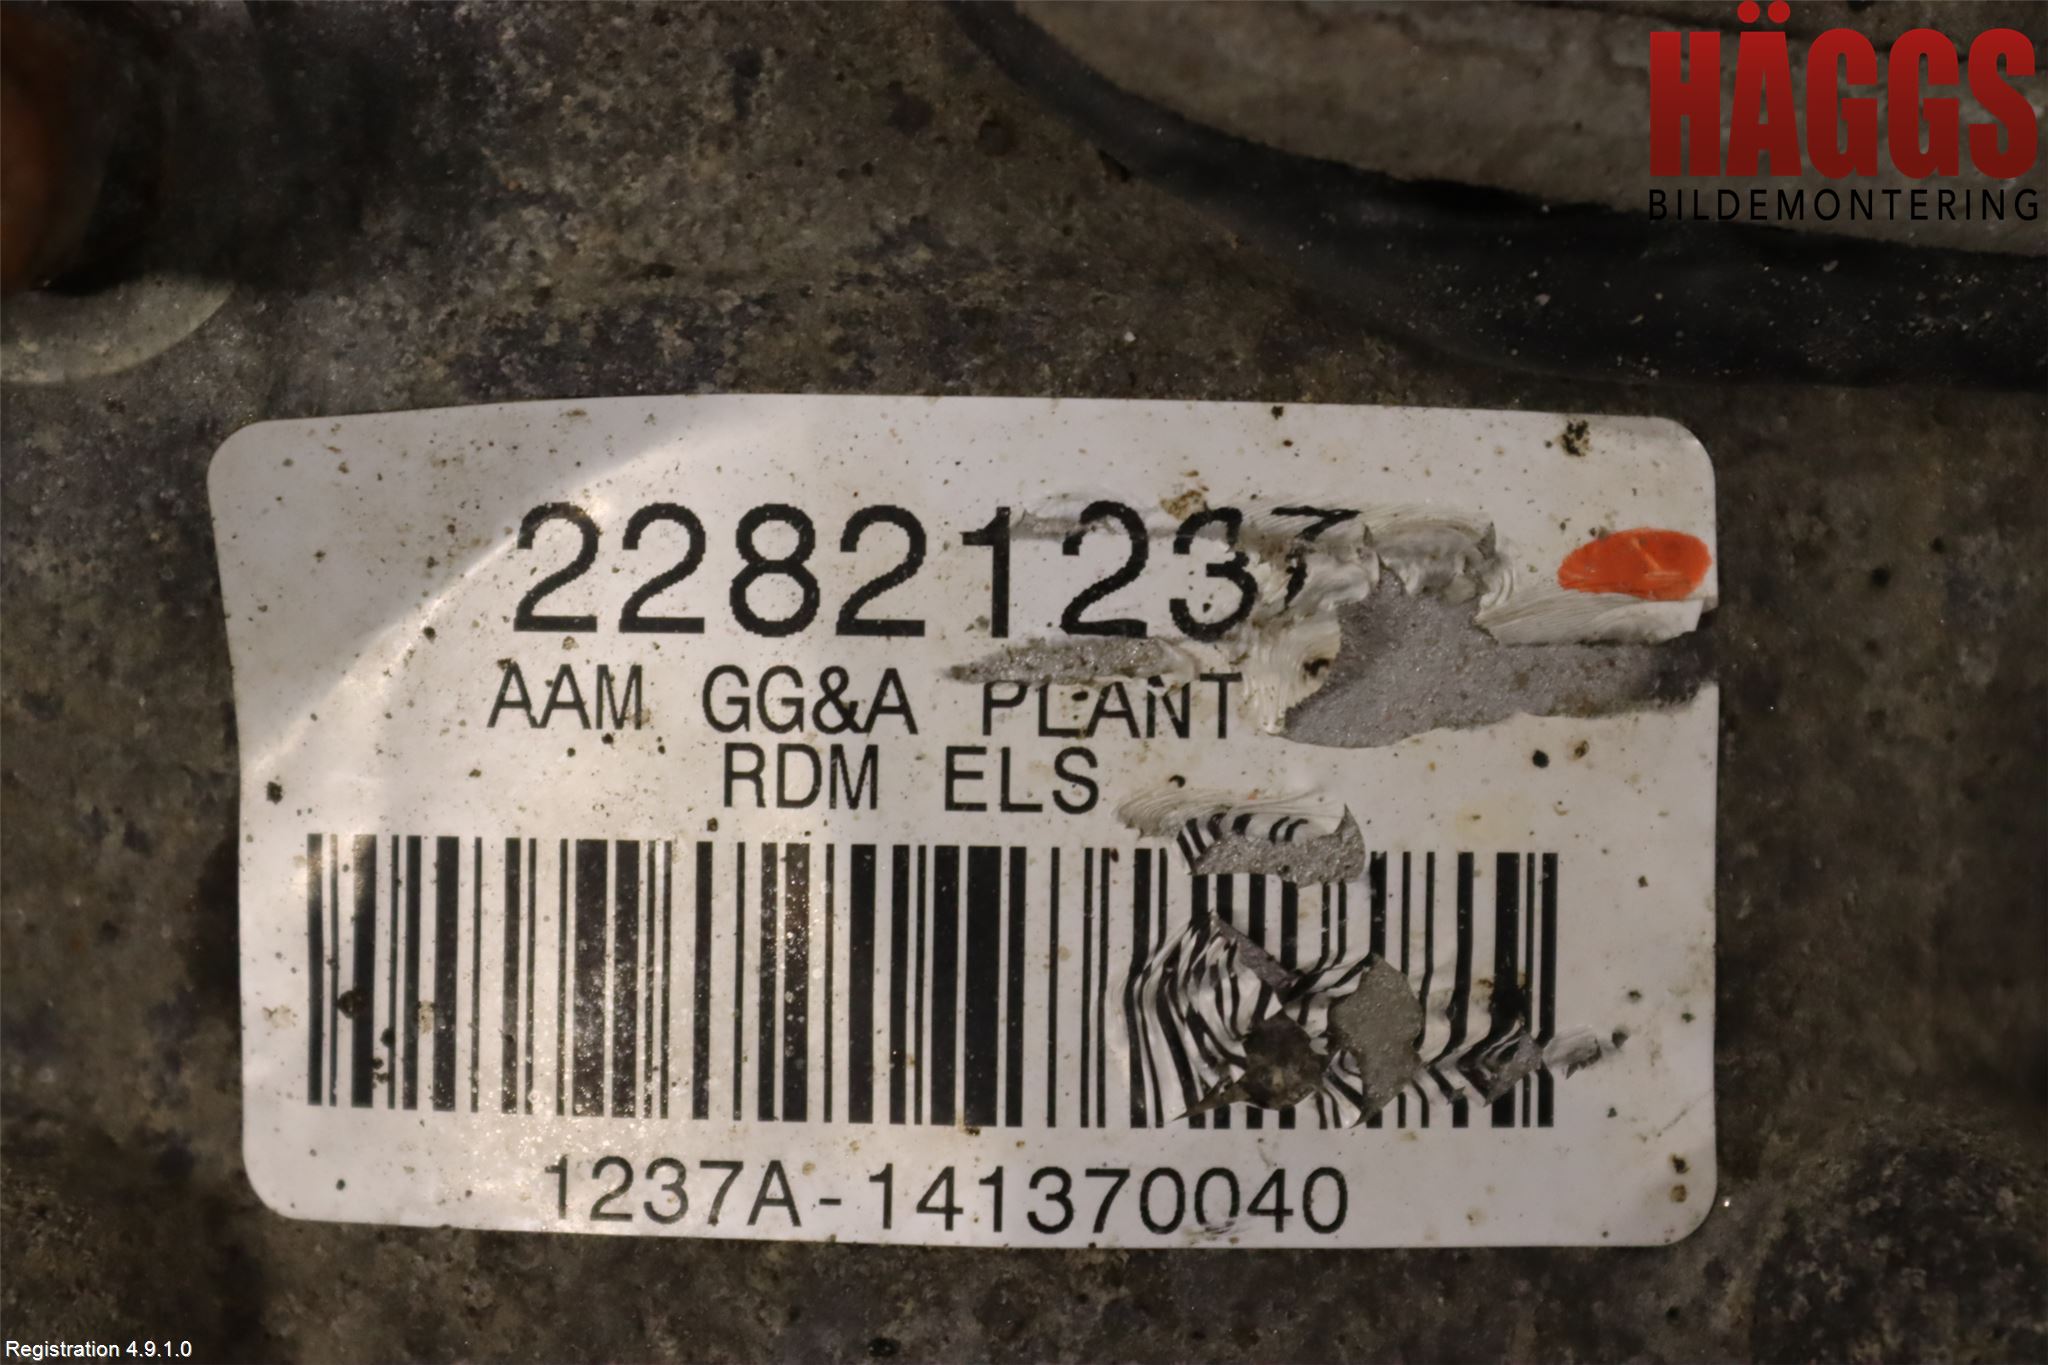 HÄGGS
BILDEMONTERING
22821237
AAM GG&A PLANT
RDM ELS
1237A-141370040
Registration 4.9.1.0